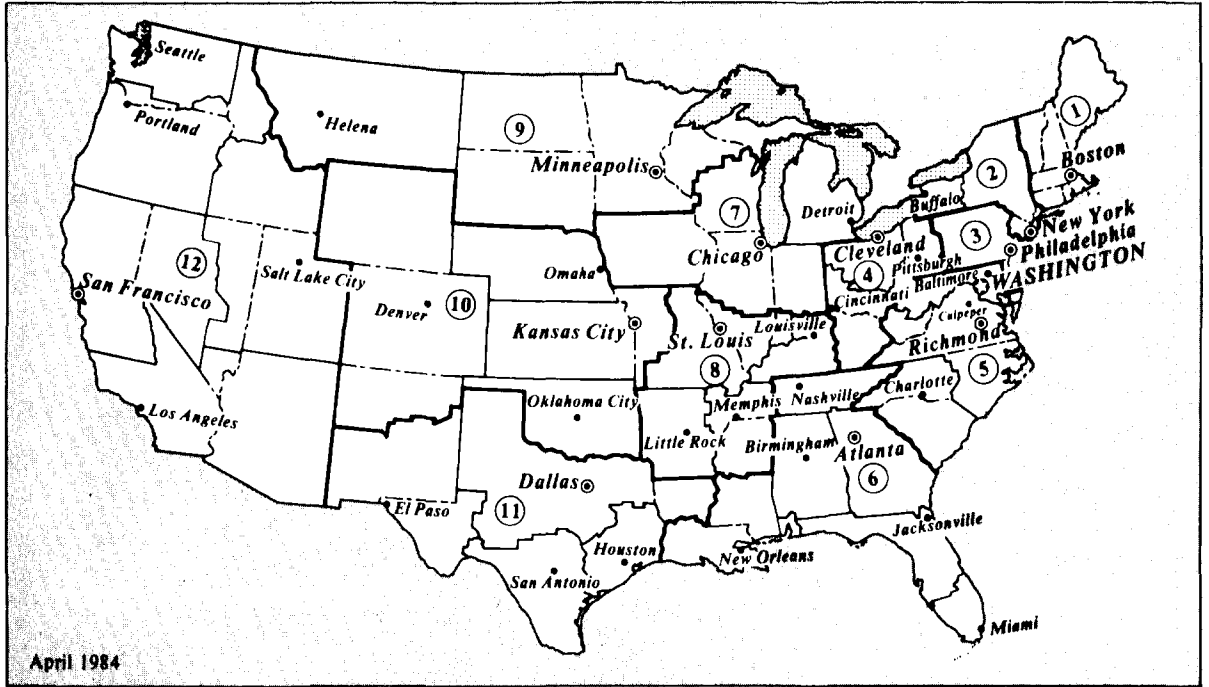 Seattle
Portland
Helena
9
Minneapolis
1
Boston
2
Buffalo
7
Detroit
New York
3
Philadelphia
Chicago
Cleveland
4
Pittsburgh
Baltimore
WASHINGTON
12
Salt Lake City
San Francisco
Omaha
Denver
10
Cincinnati
Culpeper
Kansas City
St. Louis
Louisville
Richmond
8
5
Los Angeles
Oklahoma City
Memphis
Nashville
Charlotte
Little Rock
Birmingham
Atlanta
6
Dallas
El Paso
11
Jacksonville
Houston
New Orleans
San Antonio
Miami
April 1984